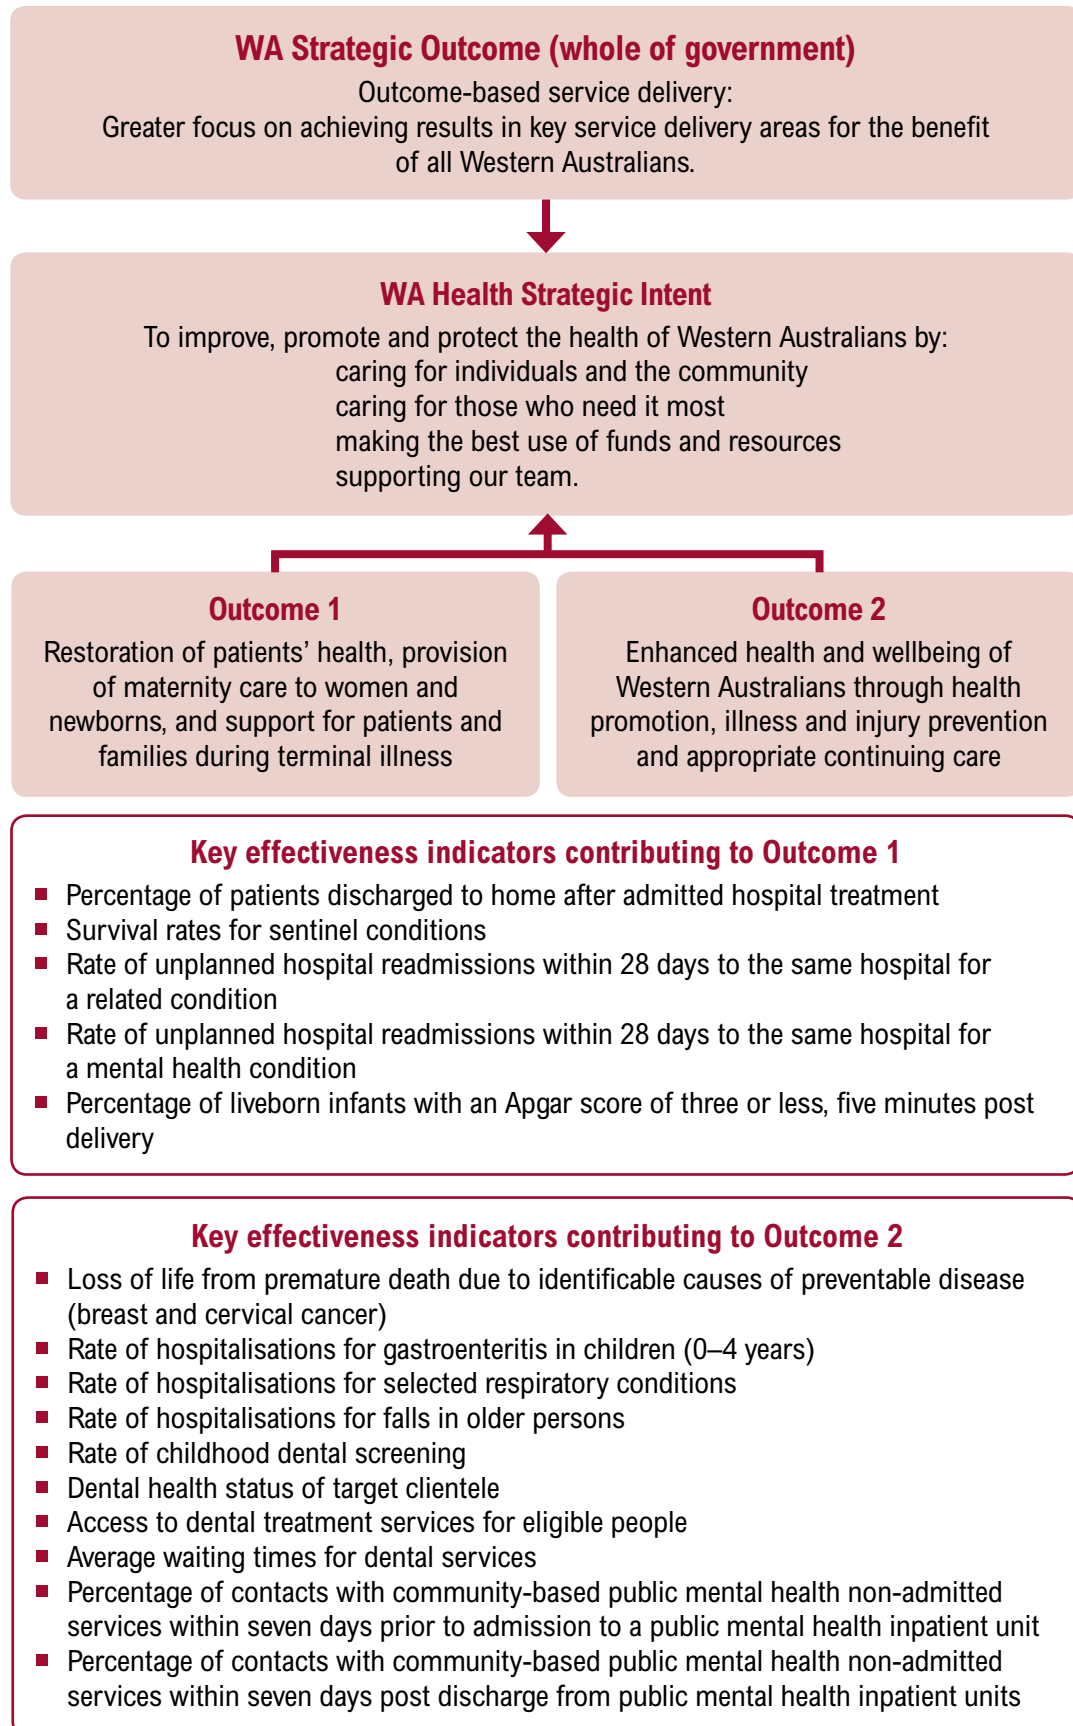 WA Strategic Outcome (whole of government)
Outcome-based service delivery:
Greater focus on achieving results in key service delivery areas for the benefit
of all Western Australians.
WA Health Strategic Intent
To improve, promote and protect the health of Western Australians by:
caring for individuals and the community
caring for those who need it most
making the best use of funds and resources
supporting our team.
Outcome 1
Restoration of patients’ health, provision
of maternity care to women and
newborns, and support for patients and
families during terminal illness
Outcome 2
Enhanced health and wellbeing of
Western Australians through health
promotion, illness and injury prevention
and appropriate continuing care
Key effectiveness indicators contributing to Outcome 1
■ Percentage of patients discharged to home after admitted hospital treatment
■ Survival rates for sentinel conditions
■ Rate of unplanned hospital readmissions within 28 days to the same hospital for
a related condition
■ Rate of unplanned hospital readmissions within 28 days to the same hospital for
a mental health condition
■ Percentage of liveborn infants with an Apgar score of three or less, five minutes post
delivery
Key effectiveness indicators contributing to Outcome 2
■ Loss of life from premature death due to identificable causes of preventable disease
(breast and cervical cancer)
■ Rate of hospitalisations for gastroenteritis in children (0–4 years)
■ Rate of hospitalisations for selected respiratory conditions
■ Rate of hospitalisations for falls in older persons
■ Rate of childhood dental screening
■ Dental health status of target clientele
■ Access to dental treatment services for eligible people
■ Average waiting times for dental services
■ Percentage of contacts with community-based public mental health non-admitted
services within seven days prior to admission to a public mental health inpatient unit
■ Percentage of contacts with community-based public mental health non-admitted
services within seven days post discharge from public mental health inpatient units